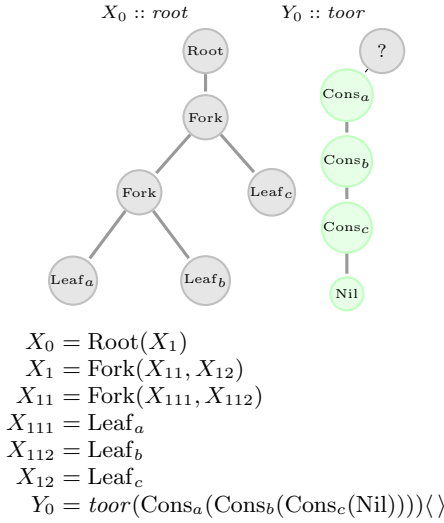 X₀ :: root Y₀ :: toor
Root ?
Cons_a
Fork
Cons_b
Fork Leaf_c
Cons_c
Leaf_a Leaf_b
Nil
X₀ = Root(X₁)
X₁ = Fork(X₁₁, X₁₂)
X₁₁ = Fork(X₁₁₁, X₁₁₂)
X₁₁₁ = Leaf_a
X₁₁₂ = Leaf_b
X₁₂ = Leaf_c
Y₀ = toor(Cons_a(Cons_b(Cons_c(Nil))))⟨ ⟩